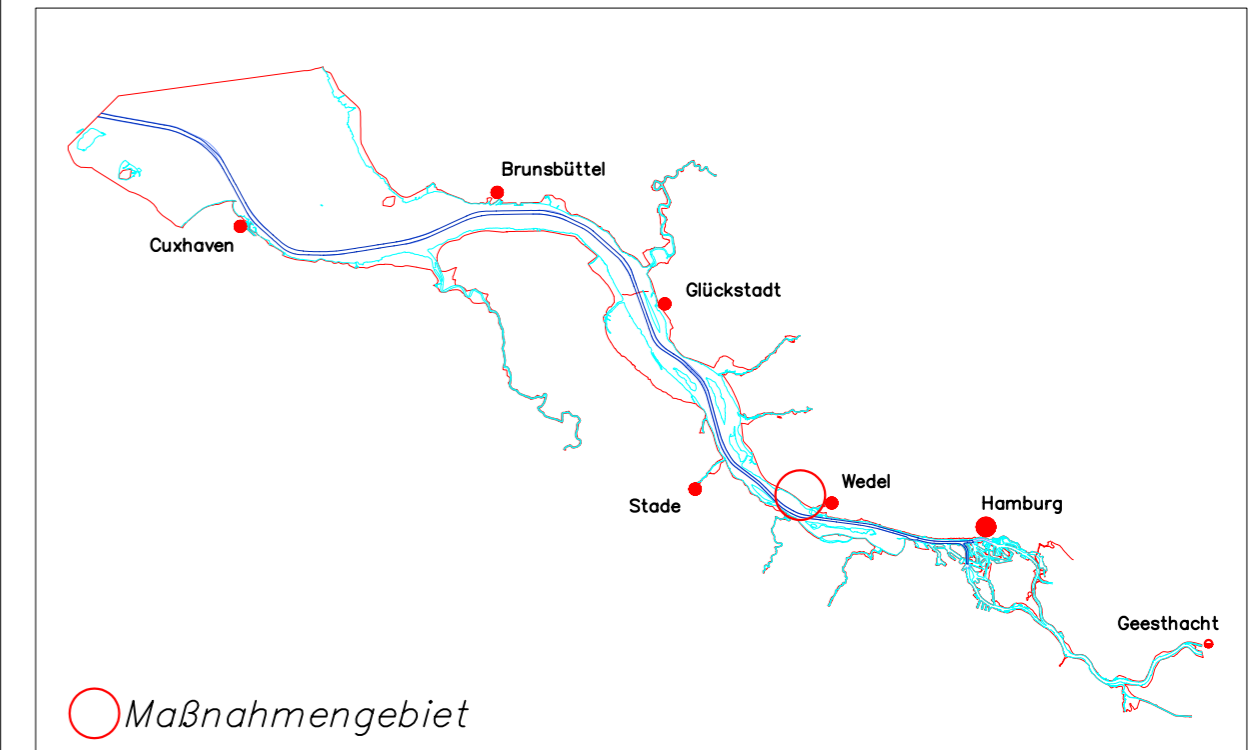 Brunsbüttel
Cuxhaven
Glückstadt
Wedel
Stade
Hamburg
Geesthacht
Maßnahmengebiet